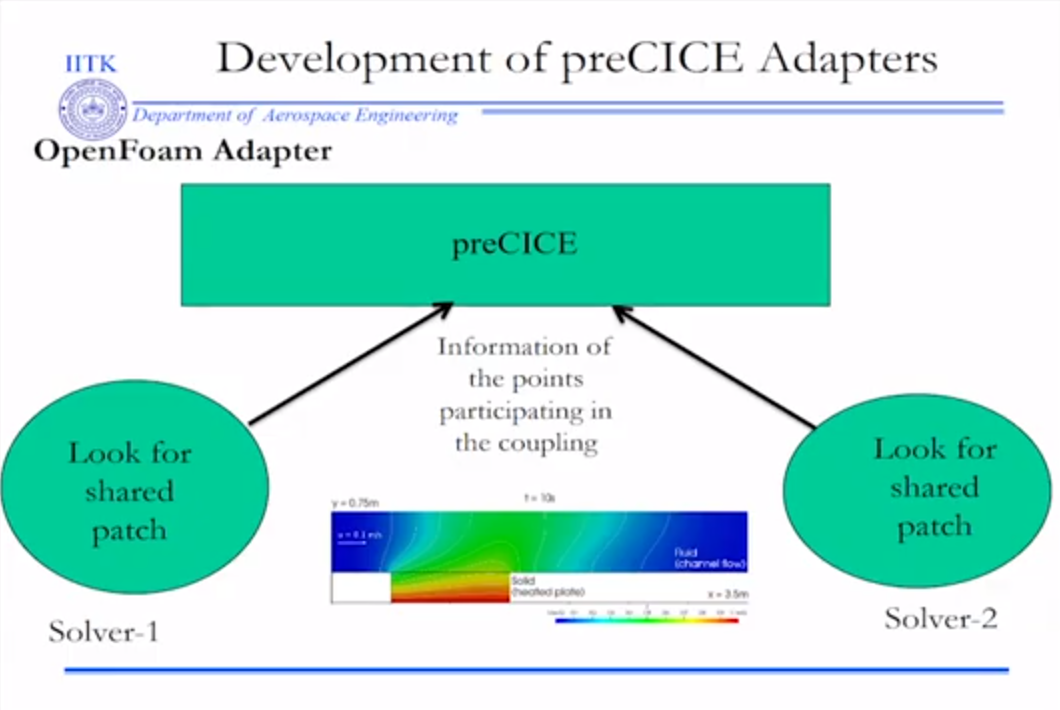 Development of preCICE Adapters
IITK
Department of Aerospace Engineering
OpenFoam Adapter
preCICE
Information of
the points
participating in
the coupling
Look for
shared
patch
Look for
shared
patch
y = 0.75m
t = 10s
u = 0.1 m/s
Fluid
(channel flow)
Solid
(heated plate)
x = 3.5m
Solver-1
Solver-2